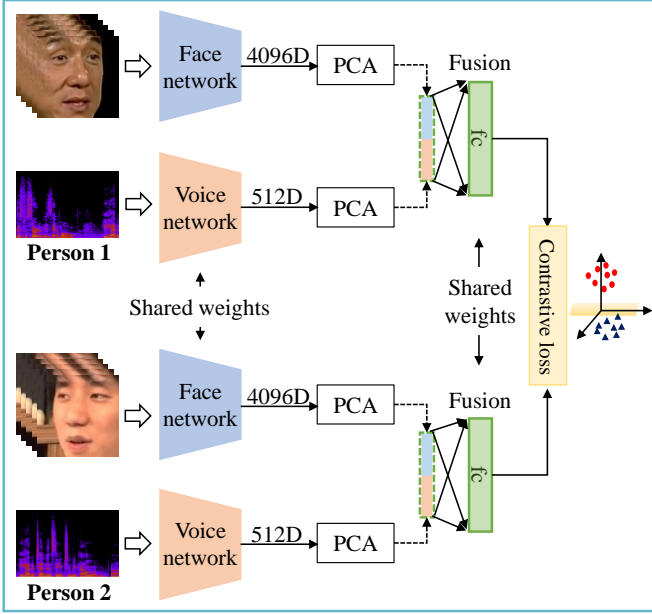 Face
network
4096D
PCA
Fusion
fc
Voice
network
512D
PCA
Person 1
Shared weights
Shared
weights
Contrastive loss
Face
network
4096D
PCA
Fusion
fc
Voice
network
512D
PCA
Person 2